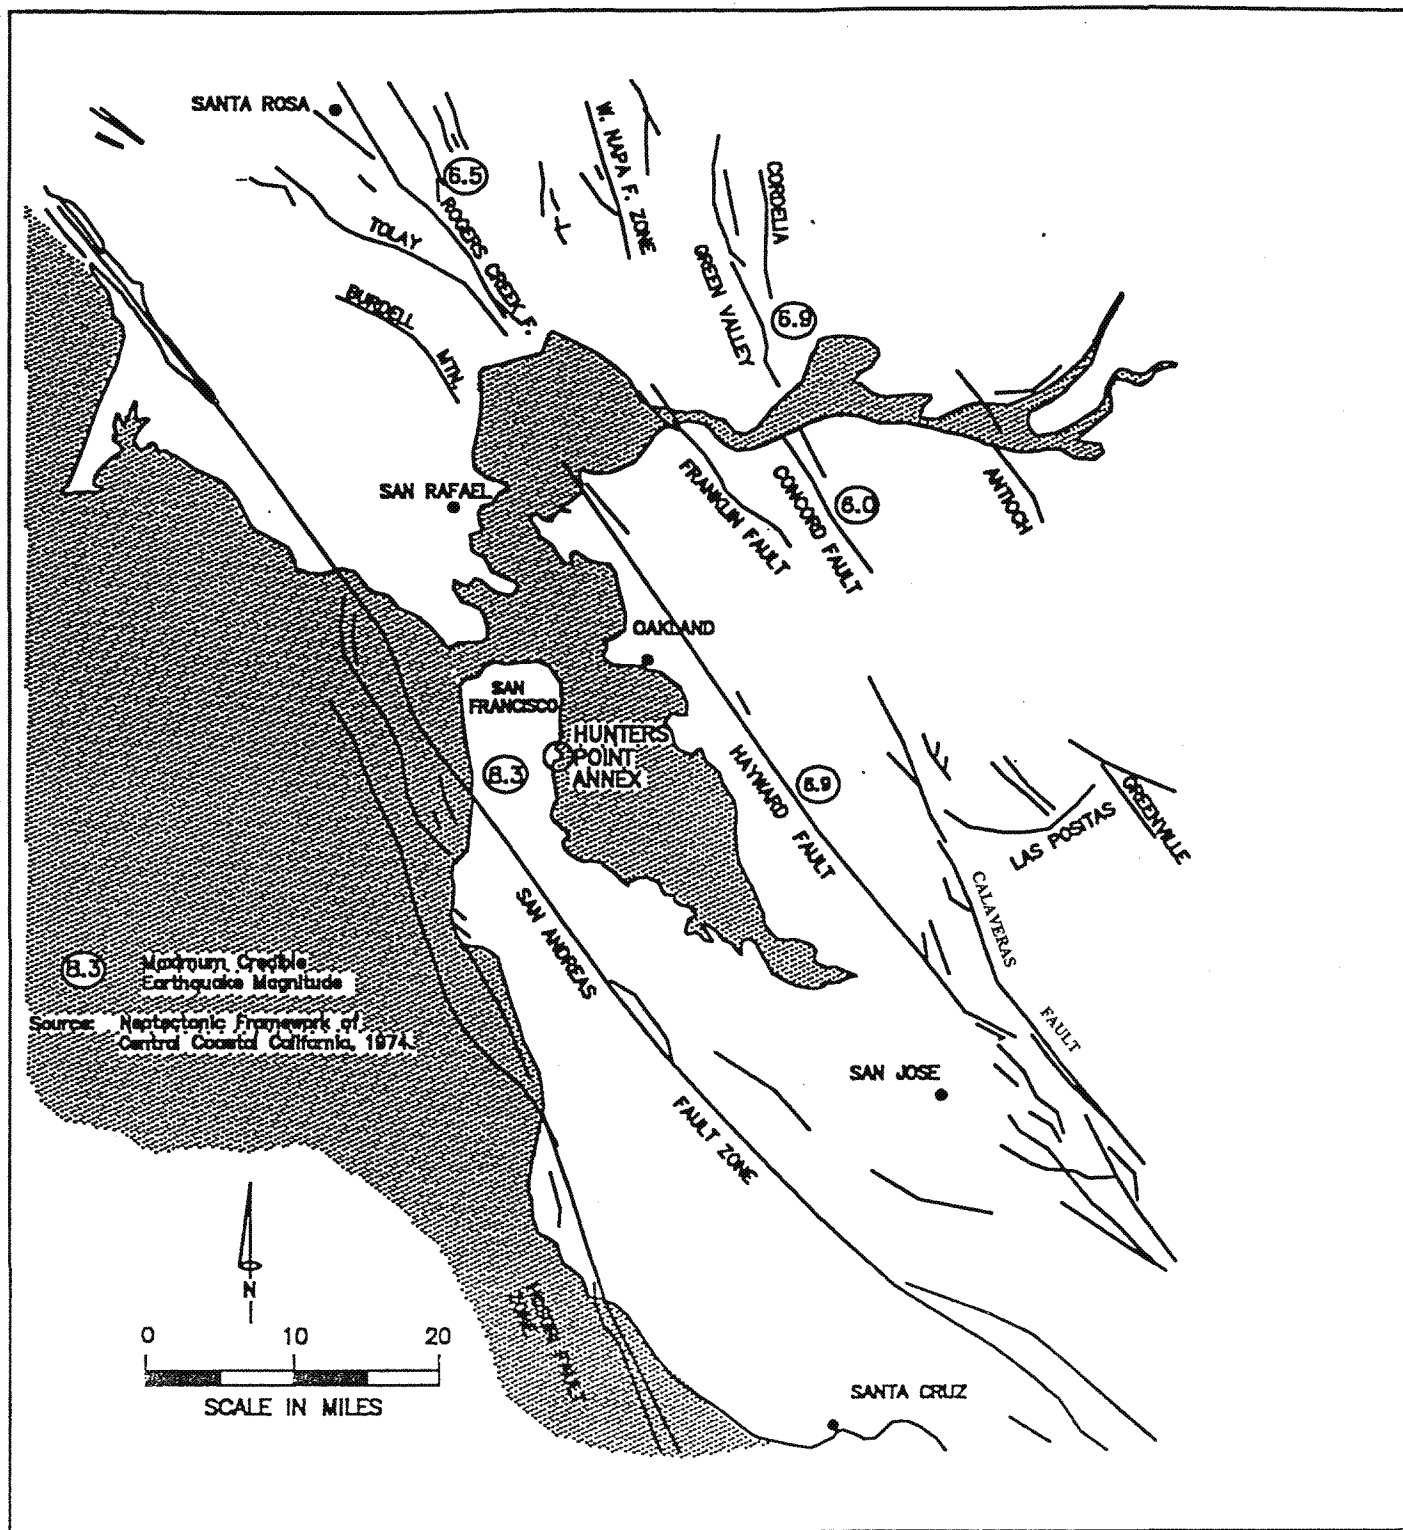 SANTA ROSA
6.5
ROGERS CREEK F.
W. NAPA F. ZONE
CORDELIA
TOLAY
GREEN VALLEY
BURDELL
MTN.
6.9
SAN RAFAEL
FRANKLIN FAULT
CONCORD FAULT
6.0
ANTIOCH
OAKLAND
SAN
FRANCISCO
HUNTERS
POINT
ANNEX
8.3
HAYWARD FAULT
6.9
LAS POSITAS
GREENVILLE
CALAVERAS
FAULT
SAN ANDREAS
FAULT ZONE
8.3
Maximum Credible
Earthquake Magnitude
Source: Neotectonic Framework of
Central Coastal California, 1974.
SAN JOSE
N
0 10 20
SCALE IN MILES
FAULT
ZONE
SANTA CRUZ